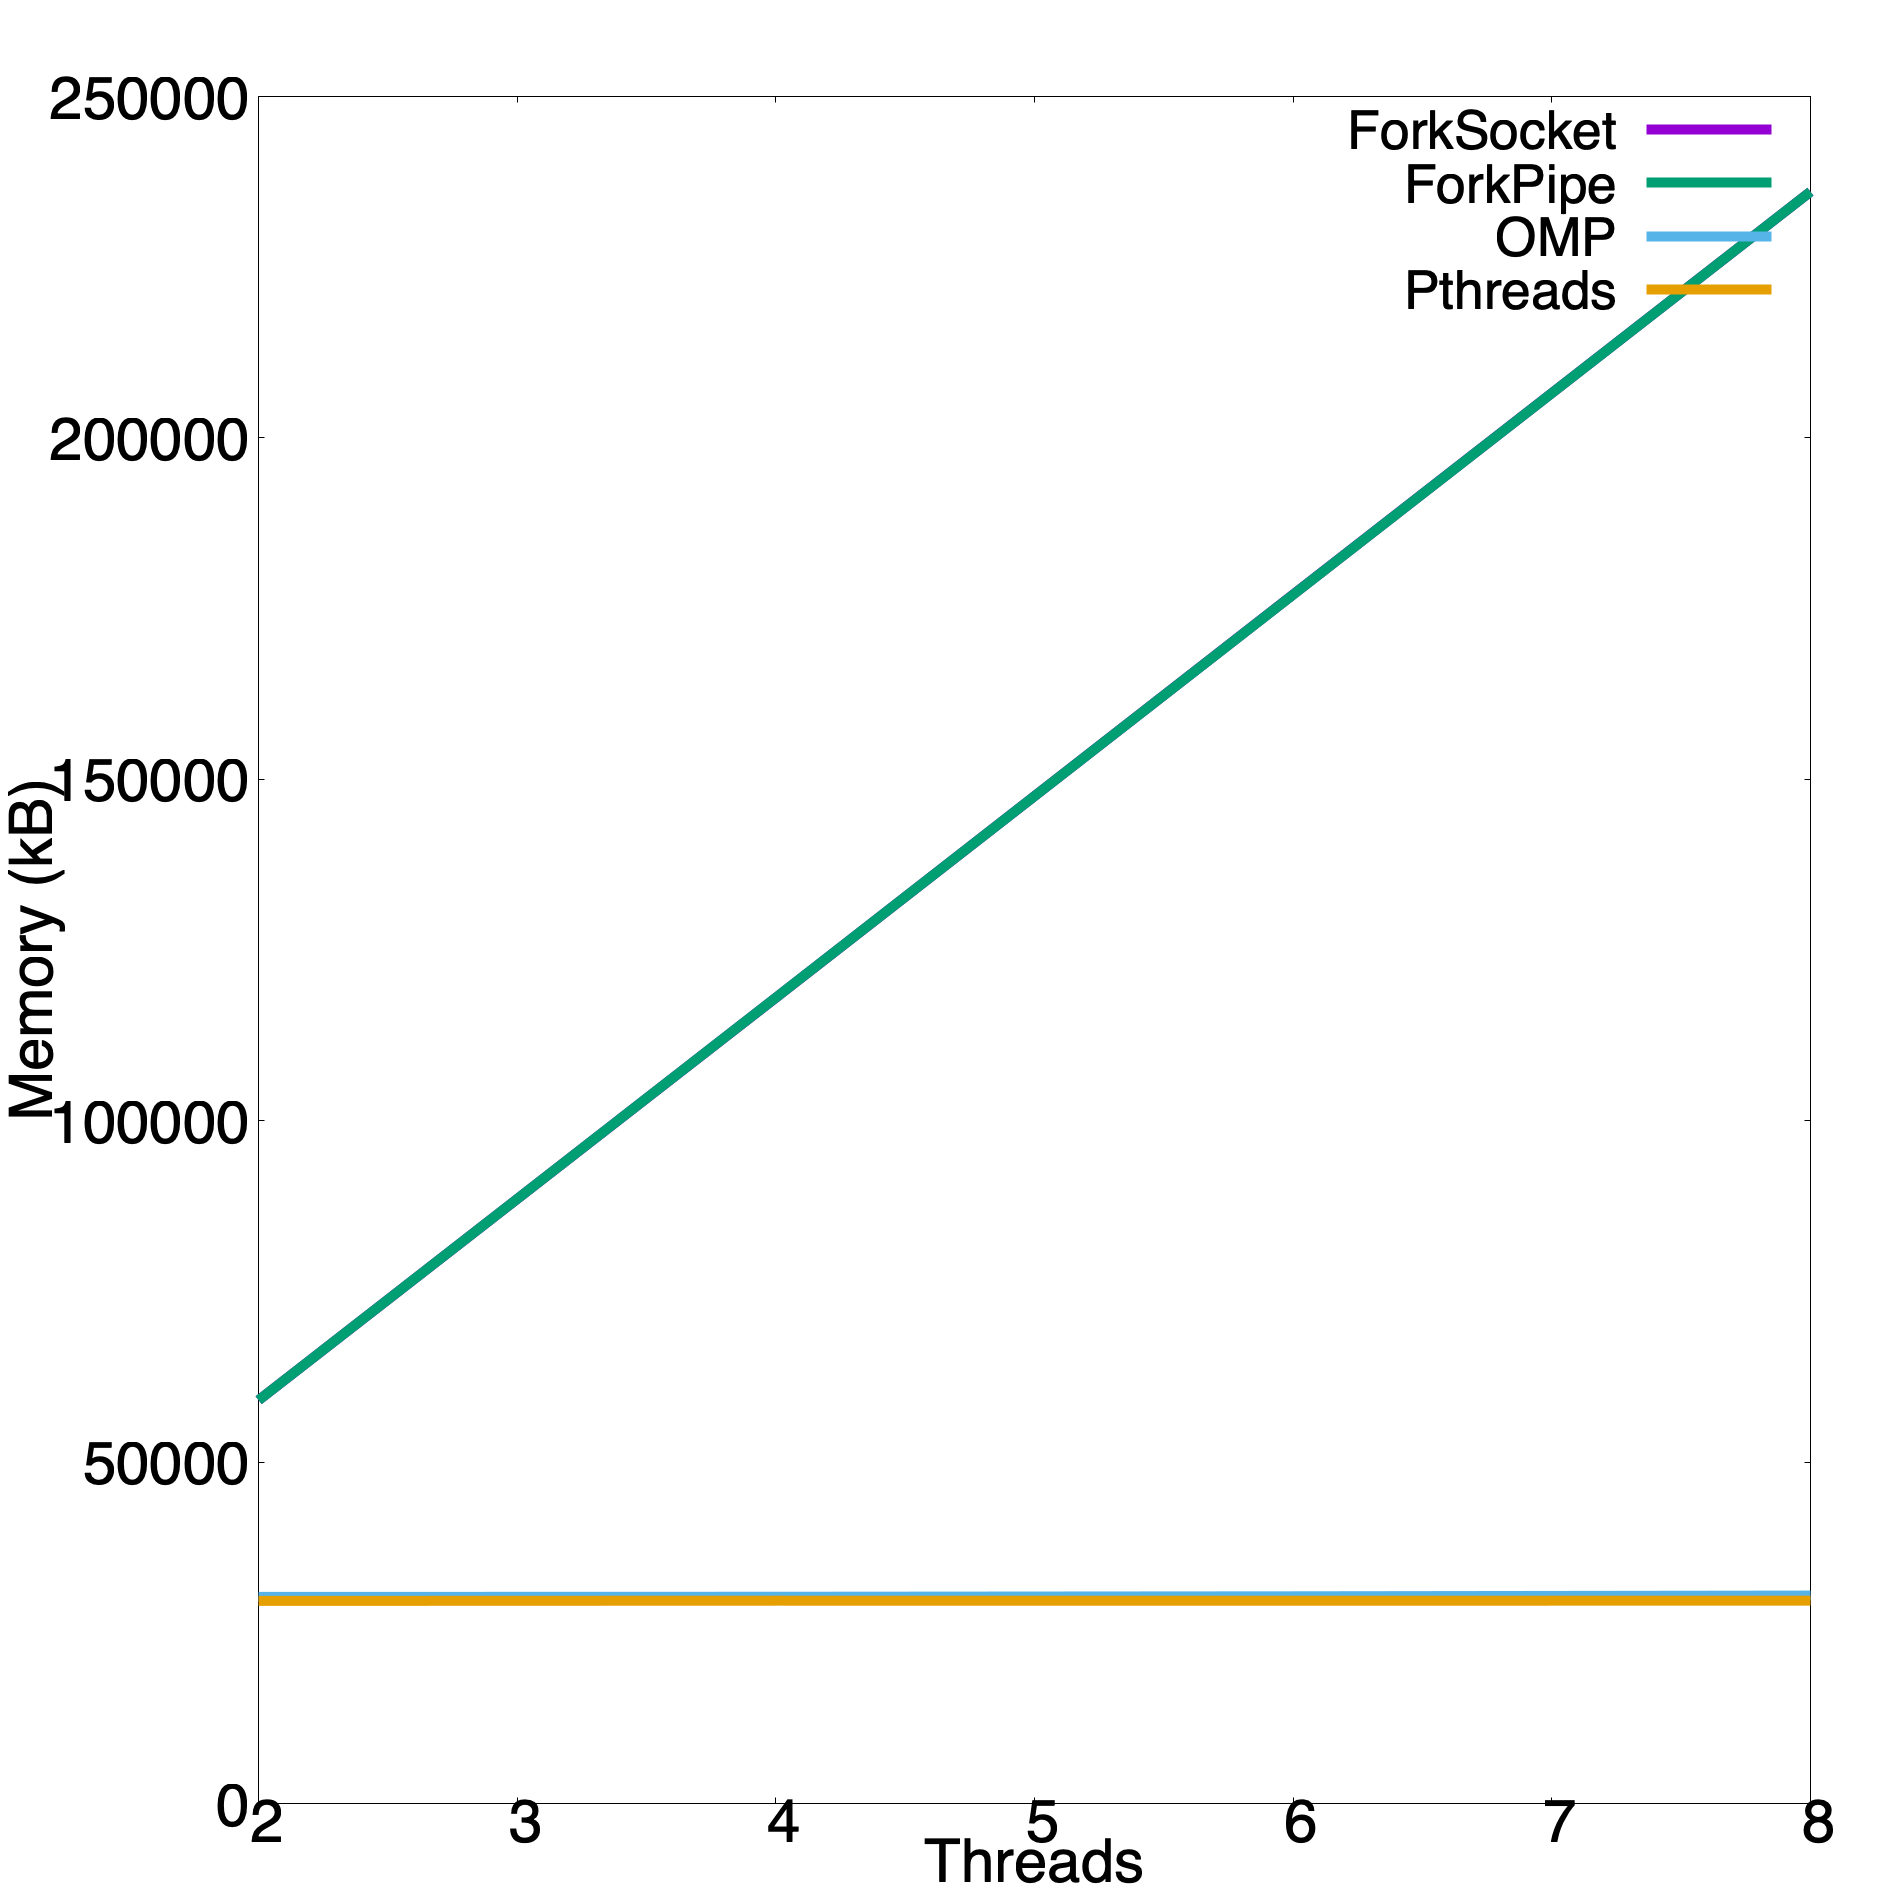 250000
200000
150000
100000
50000
0
Memory (kB)
ForkSocket
ForkPipe
OMP
Pthreads
2 3 4 5 6 7 8
Threads